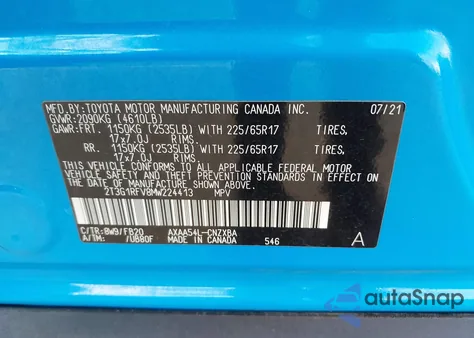 MFD.BY:TOYOTA MOTOR MANUFACTURING CANADA INC. 07/21
GVWR:2090KG (4610LB)
GAWR:FRT. 1150KG (2535LB) WITH 225/65R17 TIRES,
17x7.0J RIMS.
RR. 1150KG (2535LB) WITH 225/65R17 TIRES,
17x7.0J RIMS.
THIS VEHICLE CONFORMS TO ALL APPLICABLE FEDERAL MOTOR
VEHICLE SAFETY, BUMPER, AND THEFT PREVENTION STANDARDS
IN EFFECT ON THE DATE OF MANUFACTURE SHOWN ABOVE.
2T3G1RFV8MW224413 MPV
C/TR:8W9/FB20 AXAA54L-CNZXBA
A/TM: /UB80F MADE IN CANADA 546 A
autoSnap